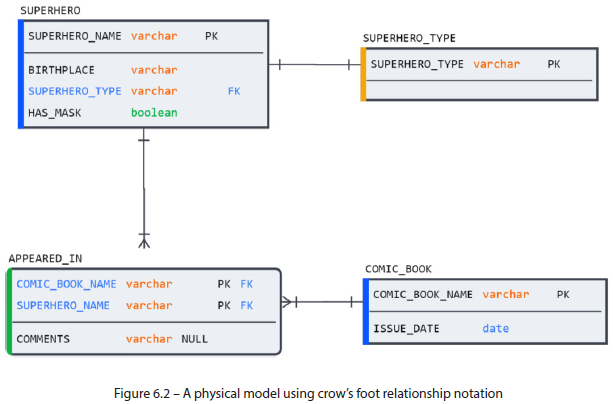 SUPERHERO
SUPERHERO_NAME varchar PK
BIRTHPLACE varchar
SUPERHERO_TYPE varchar FK
HAS_MASK boolean
SUPERHERO_TYPE
SUPERHERO_TYPE varchar PK
APPEARED_IN
COMIC_BOOK_NAME varchar PK FK
SUPERHERO_NAME varchar PK FK
COMMENTS varchar NULL
COMIC_BOOK
COMIC_BOOK_NAME varchar PK
ISSUE_DATE date
Figure 6.2 – A physical model using crow’s foot relationship notation